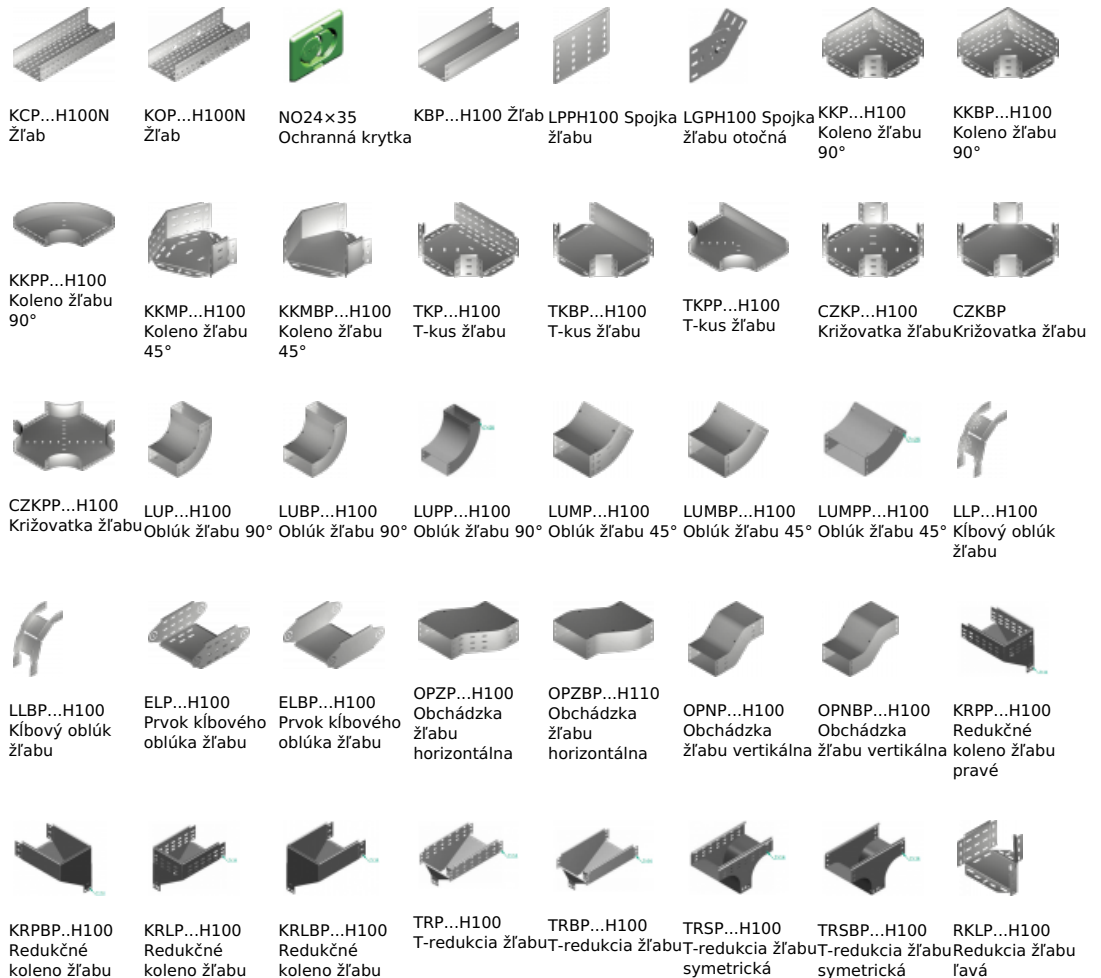 KCP...H100N
Žľab
KOP...H100N
Žľab
NO24×35
Ochranná krytka
KBP...H100 Žľab
LPPH100 Spojka
žľabu
LGPH100 Spojka
žľabu otočná
KKP...H100
Koleno žľabu
90°
KKBP...H100
Koleno žľabu
90°
KKPP...H100
Koleno žľabu
90°
KKMP...H100
Koleno žľabu
45°
KKMBP...H100
Koleno žľabu
45°
TKP...H100
T-kus žľabu
TKBP...H100
T-kus žľabu
TKPP...H100
T-kus žľabu
CZKP...H100
Križovatka žľabu
CZKBP
Križovatka žľabu
CZKPP...H100
Križovatka žľabu
LUP...H100
Oblúk žľabu 90°
LUBP...H100
Oblúk žľabu 90°
LUPP...H100
Oblúk žľabu 90°
LUMP...H100
Oblúk žľabu 45°
LUMBP...H100
Oblúk žľabu 45°
LUMPP...H100
Oblúk žľabu 45°
LLP...H100
Kĺbový oblúk
žľabu
LLBP...H100
Kĺbový oblúk
žľabu
ELP...H100
Prvok kĺbového
oblúka žľabu
ELBP...H100
Prvok kĺbového
oblúka žľabu
OPZP...H100
Obchádzka
žľabu
horizontálna
OPZBP...H110
Obchádzka
žľabu
horizontálna
OPNP...H100
Obchádzka
žľabu vertikálna
OPNBP...H100
Obchádzka
žľabu vertikálna
KRPP...H100
Redukčné
koleno žľabu
pravé
KRPBP..H100
Redukčné
koleno žľabu
KRLP...H100
Redukčné
koleno žľabu
KRLBP...H100
Redukčné
koleno žľabu
TRP...H100
T-redukcia žľabu
TRBP...H100
T-redukcia žľabu
TRSP...H100
T-redukcia žľabu
symetrická
TRSBP...H100
T-redukcia žľabu
symetrická
RKLP...H100
Redukcia žľabu
ľavá